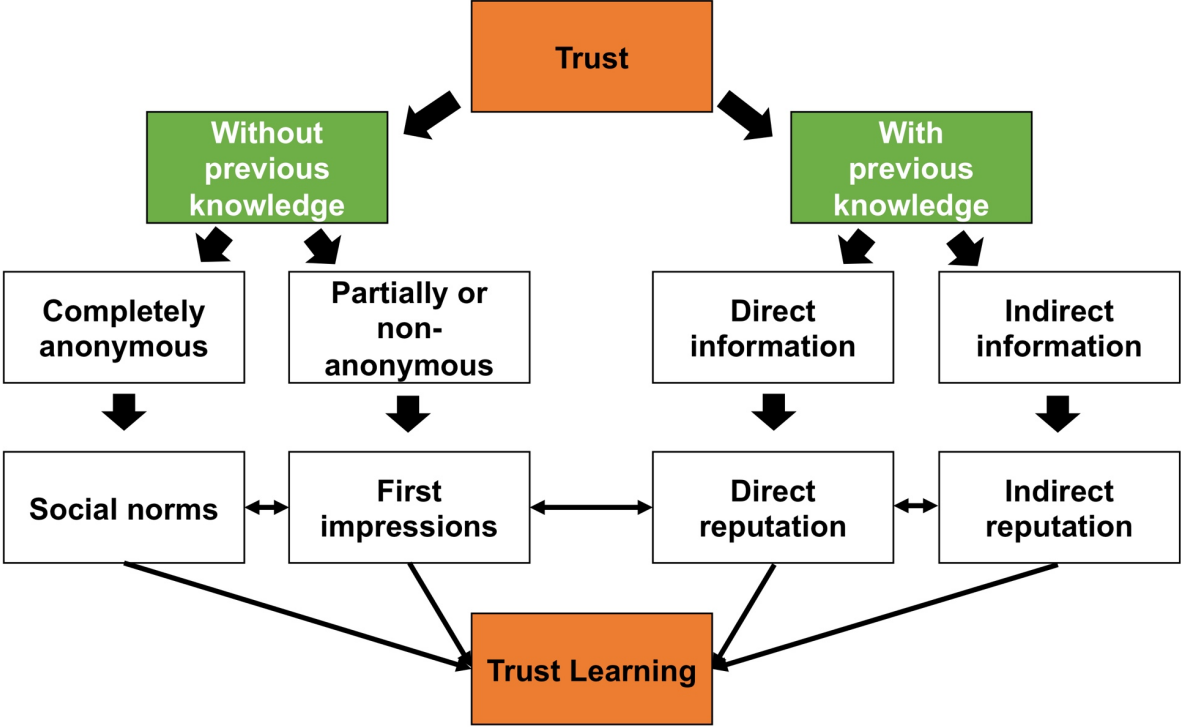 Trust
Without
previous
knowledge
With
previous
knowledge
Completely
anonymous
Partially or
non-
anonymous
Direct
information
Indirect
information
Social norms
First
impressions
Direct
reputation
Indirect
reputation
Trust Learning